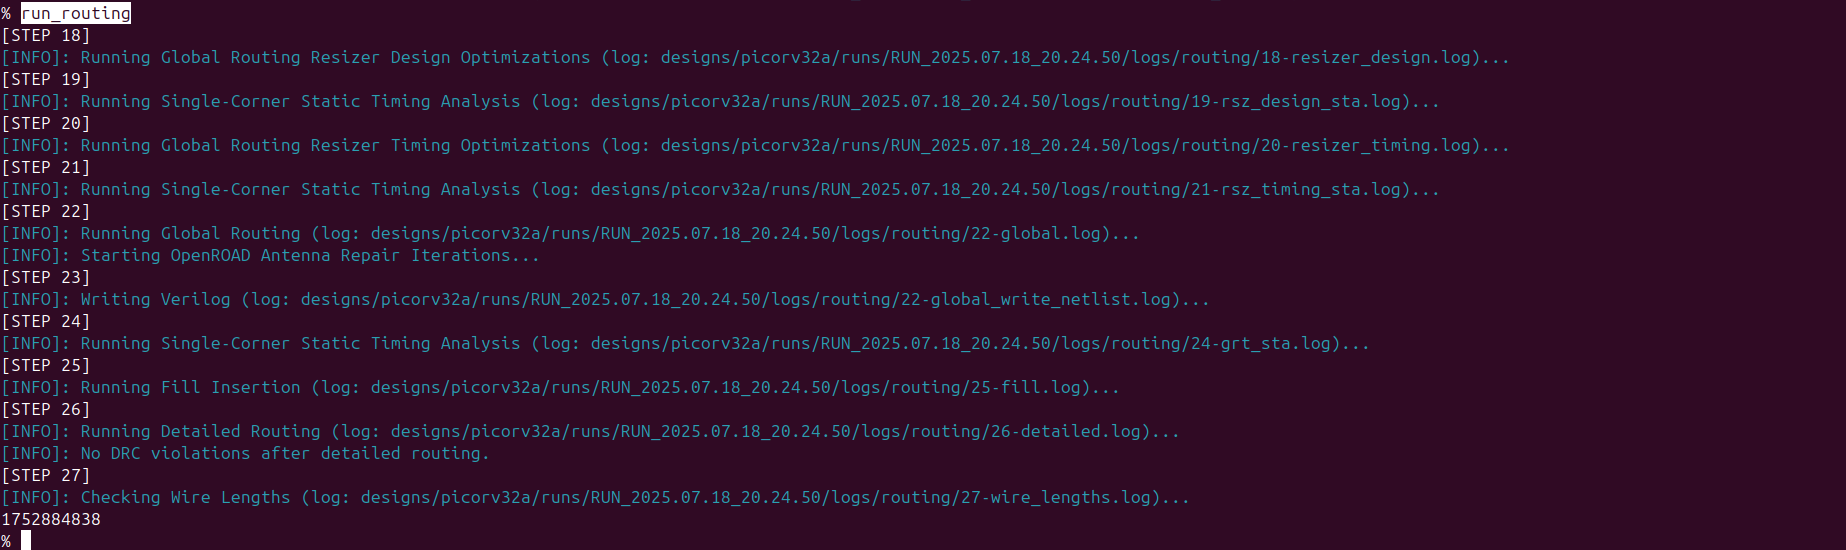 % run_routing
[STEP 18]
[INFO]: Running Global Routing Resizer Design Optimizations (log: designs/picorv32a/runs/RUN_2025.07.18_20.24.50/logs/routing/18-resizer_design.log)...
[STEP 19]
[INFO]: Running Single-Corner Static Timing Analysis (log: designs/picorv32a/runs/RUN_2025.07.18_20.24.50/logs/routing/19-rsz_design_sta.log)...
[STEP 20]
[INFO]: Running Global Routing Resizer Timing Optimizations (log: designs/picorv32a/runs/RUN_2025.07.18_20.24.50/logs/routing/20-resizer_timing.log)...
[STEP 21]
[INFO]: Running Single-Corner Static Timing Analysis (log: designs/picorv32a/runs/RUN_2025.07.18_20.24.50/logs/routing/21-rsz_timing_sta.log)...
[STEP 22]
[INFO]: Running Global Routing (log: designs/picorv32a/runs/RUN_2025.07.18_20.24.50/logs/routing/22-global.log)...
[INFO]: Starting OpenROAD Antenna Repair Iterations...
[STEP 23]
[INFO]: Writing Verilog (log: designs/picorv32a/runs/RUN_2025.07.18_20.24.50/logs/routing/22-global_write_netlist.log)...
[STEP 24]
[INFO]: Running Single-Corner Static Timing Analysis (log: designs/picorv32a/runs/RUN_2025.07.18_20.24.50/logs/routing/24-grt_sta.log)...
[STEP 25]
[INFO]: Running Fill Insertion (log: designs/picorv32a/runs/RUN_2025.07.18_20.24.50/logs/routing/25-fill.log)...
[STEP 26]
[INFO]: Running Detailed Routing (log: designs/picorv32a/runs/RUN_2025.07.18_20.24.50/logs/routing/26-detailed.log)...
[INFO]: No DRC violations after detailed routing.
[STEP 27]
[INFO]: Checking Wire Lengths (log: designs/picorv32a/runs/RUN_2025.07.18_20.24.50/logs/routing/27-wire_lengths.log)...
1752884838
%